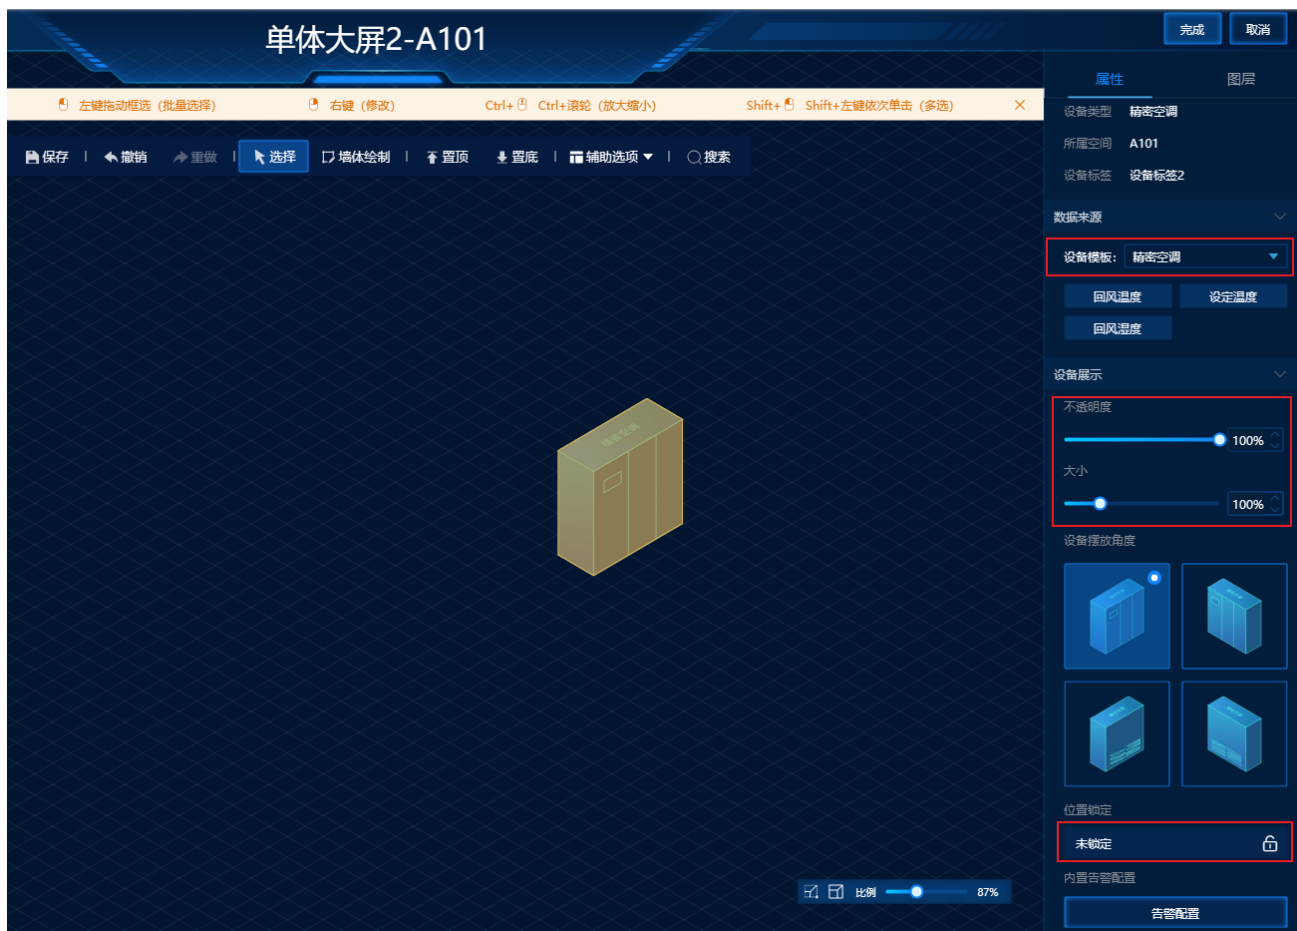 单体大屏2-A101
完成 取消
左键拖动框选（批量选择） 右键（修改） Ctrl+ Ctrl+滚轮（放大缩小） Shift+ Shift+左键依次单击（多选）
保存 撤销 重做 选择 墙体绘制 置顶 置底 辅助选项 搜索
属性 图层
设备类型 精密空调
所属空间 A101
设备标签 设备标签2
数据来源
设备模板： 精密空调
回风温度 设定温度
回风湿度
设备展示
不透明度
100%
大小
100%
设备摆放角度
精密空调
位置锁定
未锁定
内置告警配置
告警配置
比例 87%